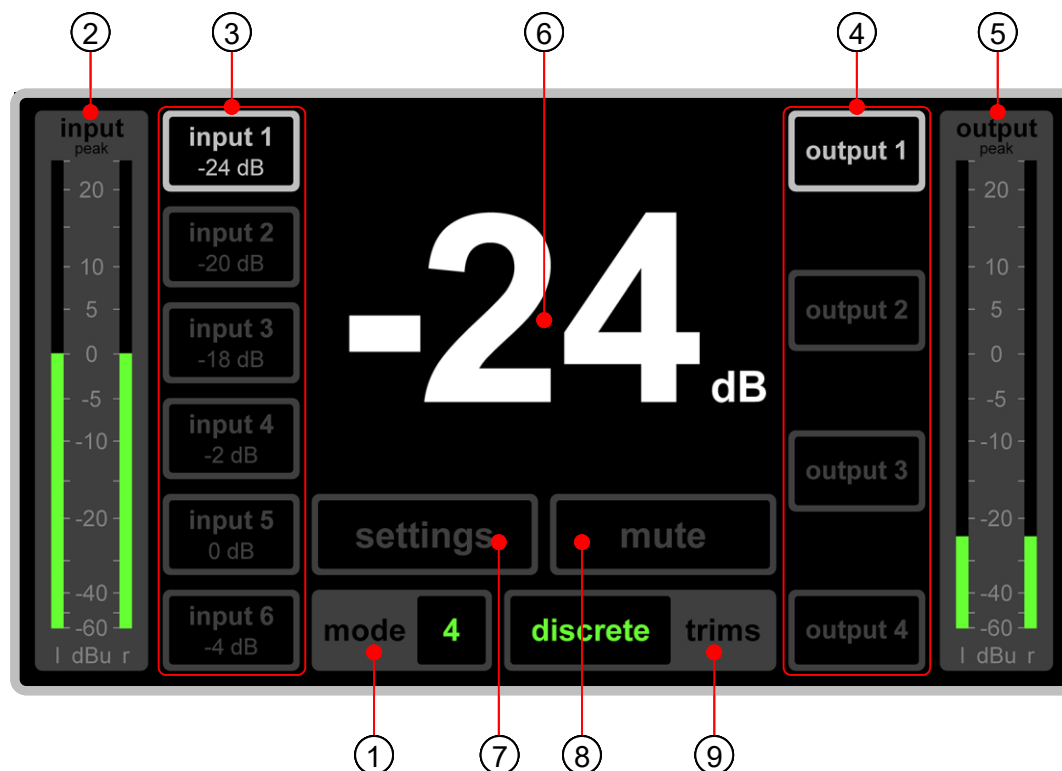 2
3
6
4
5
input
peak
20
10
5
0
-5
-10
-20
-40
-60
l dBu r
input 1
-24 dB
input 2
-20 dB
input 3
-18 dB
input 4
-2 dB
input 5
0 dB
input 6
-4 dB
-24 dB
settings
mute
mode 4
discrete trims
output 1
output 2
output 3
output 4
output
peak
20
10
5
0
-5
-10
-20
-40
-60
l dBu r
1
7
8
9